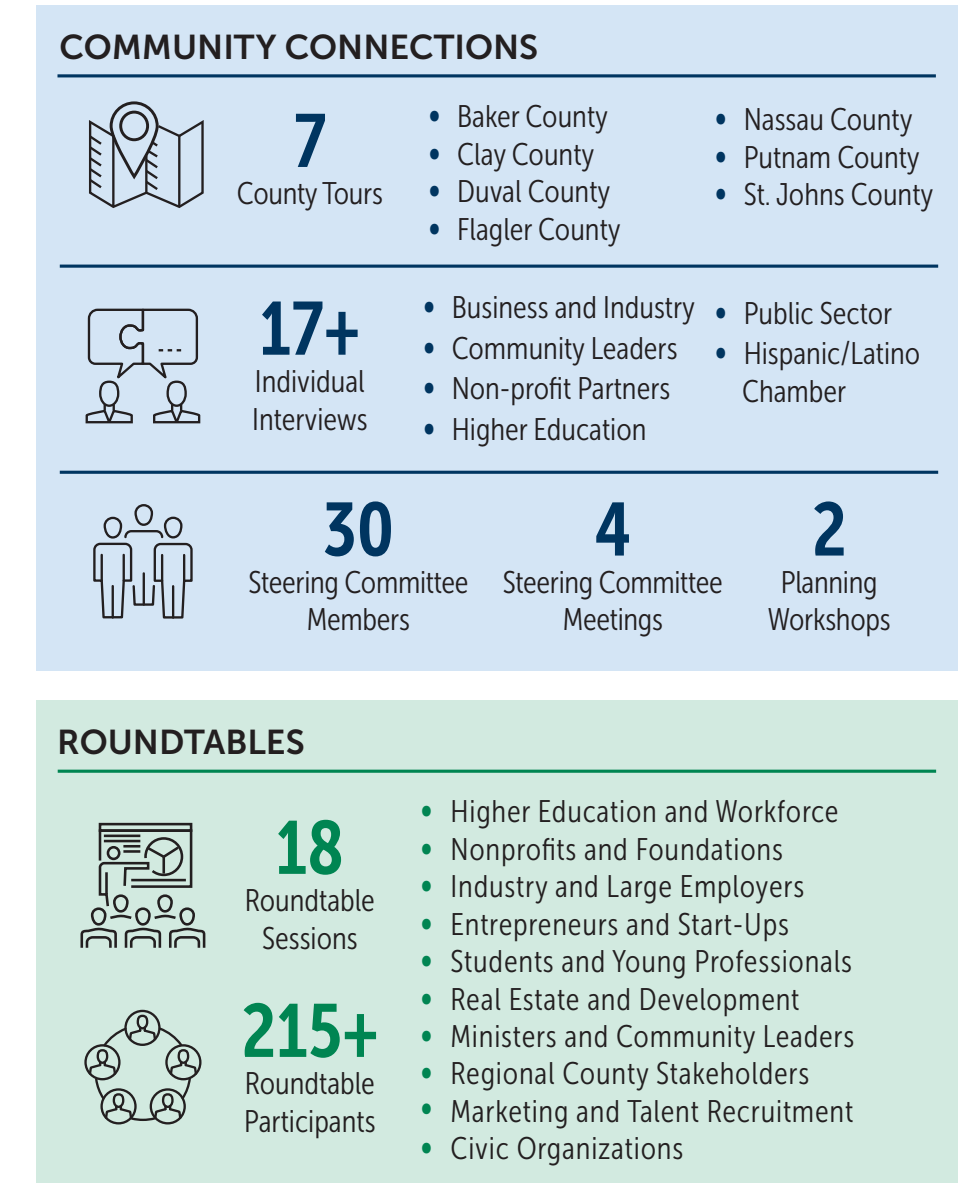 COMMUNITY CONNECTIONS
7
County Tours
• Baker County
• Clay County
• Duval County
• Flagler County
• Nassau County
• Putnam County
• St. Johns County
17+
Individual
Interviews
• Business and Industry
• Community Leaders
• Non-profit Partners
• Higher Education
• Public Sector
• Hispanic/Latino
Chamber
30
Steering Committee
Members
4
Steering Committee
Meetings
2
Planning
Workshops
ROUNDTABLES
18
Roundtable
Sessions
215+
Roundtable
Participants
• Higher Education and Workforce
• Nonprofits and Foundations
• Industry and Large Employers
• Entrepreneurs and Start-Ups
• Students and Young Professionals
• Real Estate and Development
• Ministers and Community Leaders
• Regional County Stakeholders
• Marketing and Talent Recruitment
• Civic Organizations